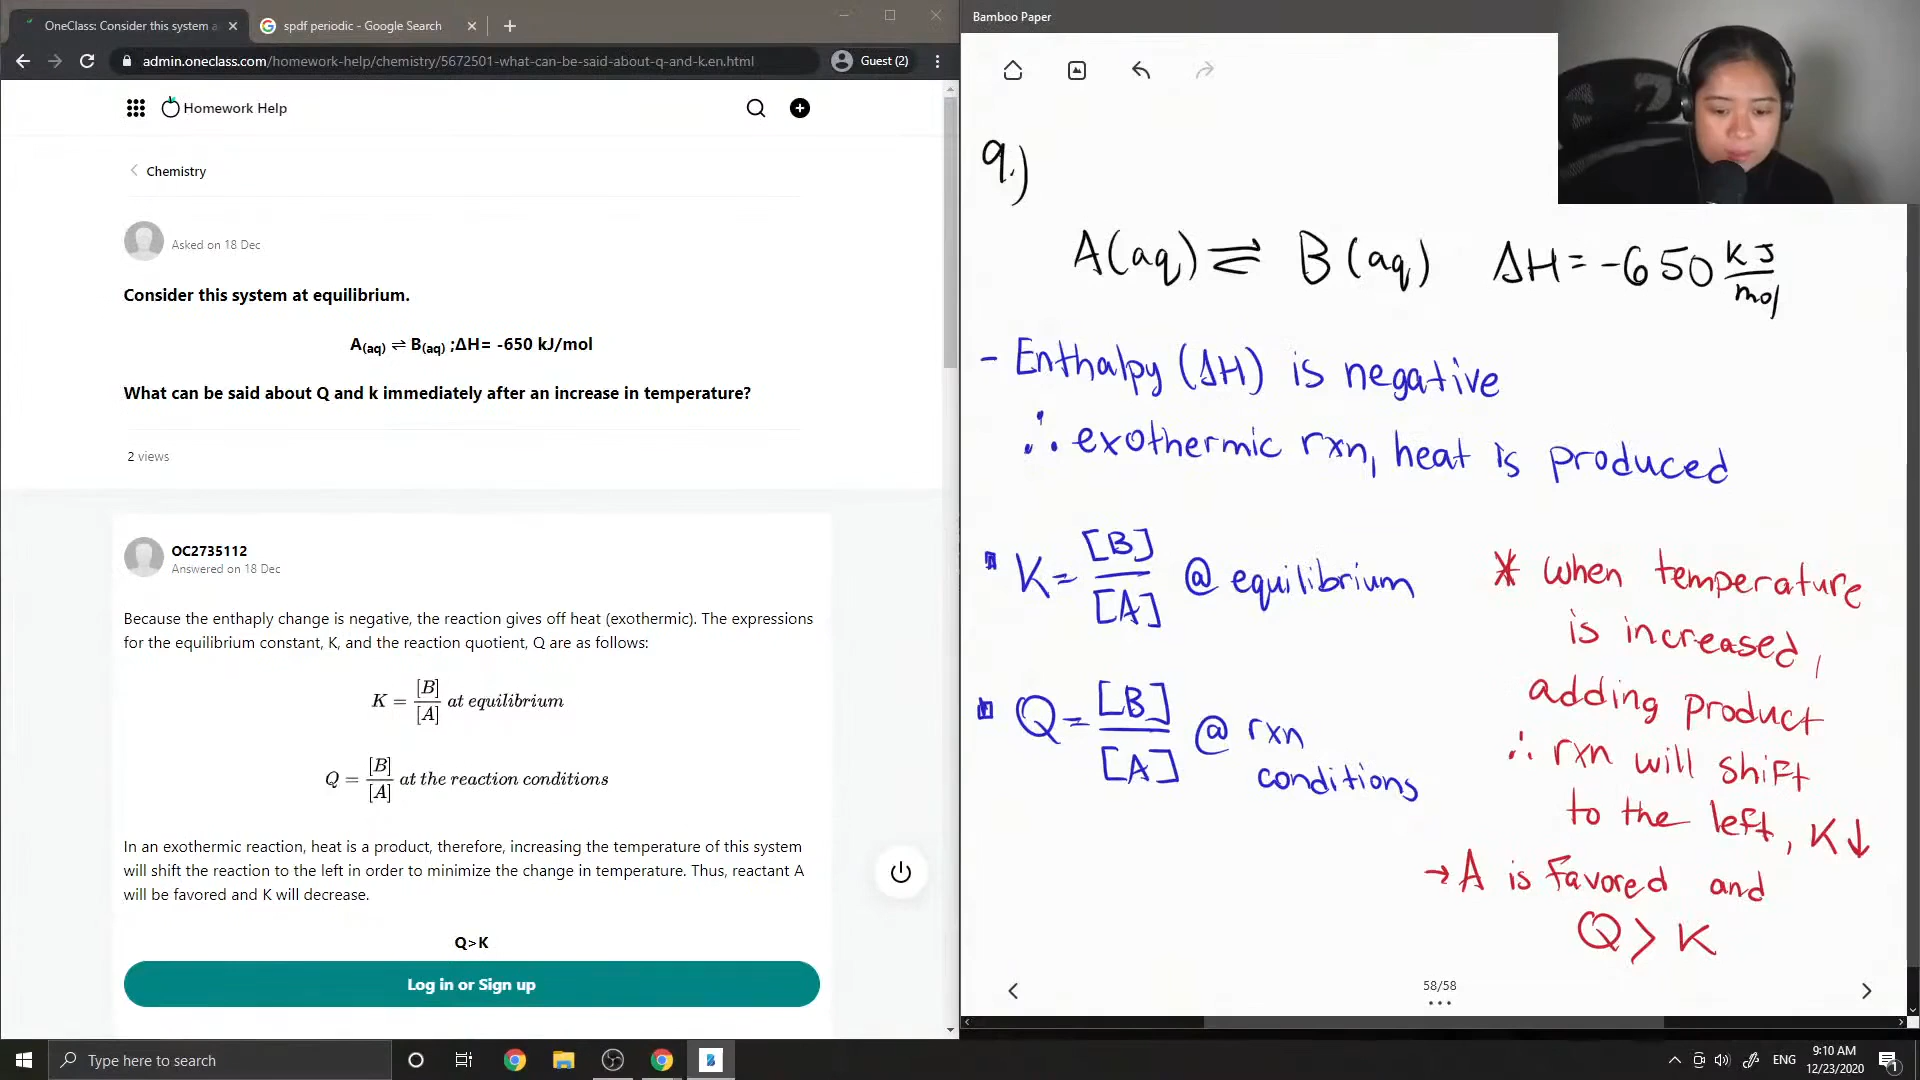 OneClass: Consider this system a
spdf periodic - Google Search
admin.oneclass.com/homework-help/chemistry/5672501-what-can-be-said-about-q-and-k.en.html
Guest (2)
Homework Help
Chemistry
Asked on 18 Dec
Consider this system at equilibrium.
A(aq) ⇌ B(aq) ;ΔH= -650 kJ/mol
What can be said about Q and k immediately after an increase in temperature?
2 views
OC2735112
Answered on 18 Dec
Because the enthaply change is negative, the reaction gives off heat (exothermic). The expressions
for the equilibrium constant, K, and the reaction quotient, Q are as follows:
K = [B]/[A] at equilibrium
Q = [B]/[A] at the reaction conditions
In an exothermic reaction, heat is a product, therefore, increasing the temperature of this system
will shift the reaction to the left in order to minimize the change in temperature. Thus, reactant A
will be favored and K will decrease.
Q>K
Log in or Sign up
Bamboo Paper
9.)
A(aq) ⇌ B(aq) ΔH = -650 kJ/mol
- Enthalpy (ΔH) is negative
∴ exothermic rxn, heat is produced
K = [B]/[A] @ equilibrium
Q = [B]/[A] @ rxn
conditions
* when temperature
is increased,
adding product
∴ rxn will shift
to the left, K↓
→ A is favored and
Q > K
58/58
Type here to search
ENG
9:10 AM
12/23/2020
1